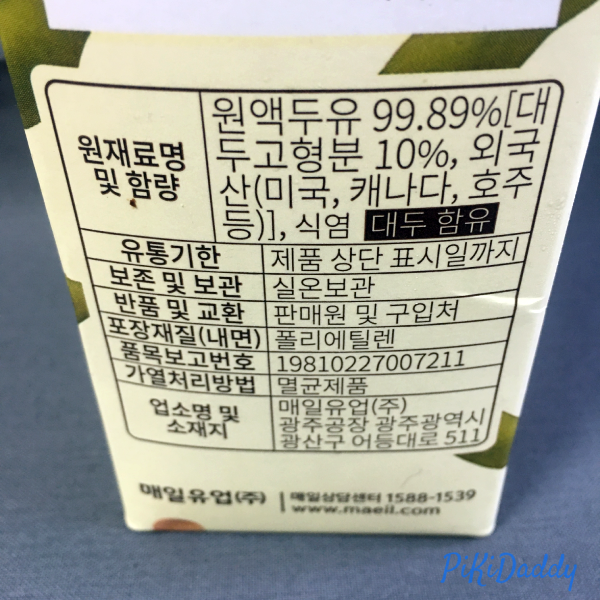 원재료명
및 함량
원액두유 99.89%[대
두고형분 10%, 외국
산(미국, 캐나다, 호주
등)], 식염 대두 함유
유통기한 제품 상단 표시일까지
보존 및 보관 실온보관
반품 및 교환 판매원 및 구입처
포장재질(내면) 폴리에틸렌
품목보고번호 19810227007211
가열처리방법 멸균제품
업소명 및
소재지
매일유업(주)
광주공장 광주광역시
광산구 어등대로 511
매일유업(주) 매일상담센터 1588-1539
www.maeil.com
PiKiDaddy